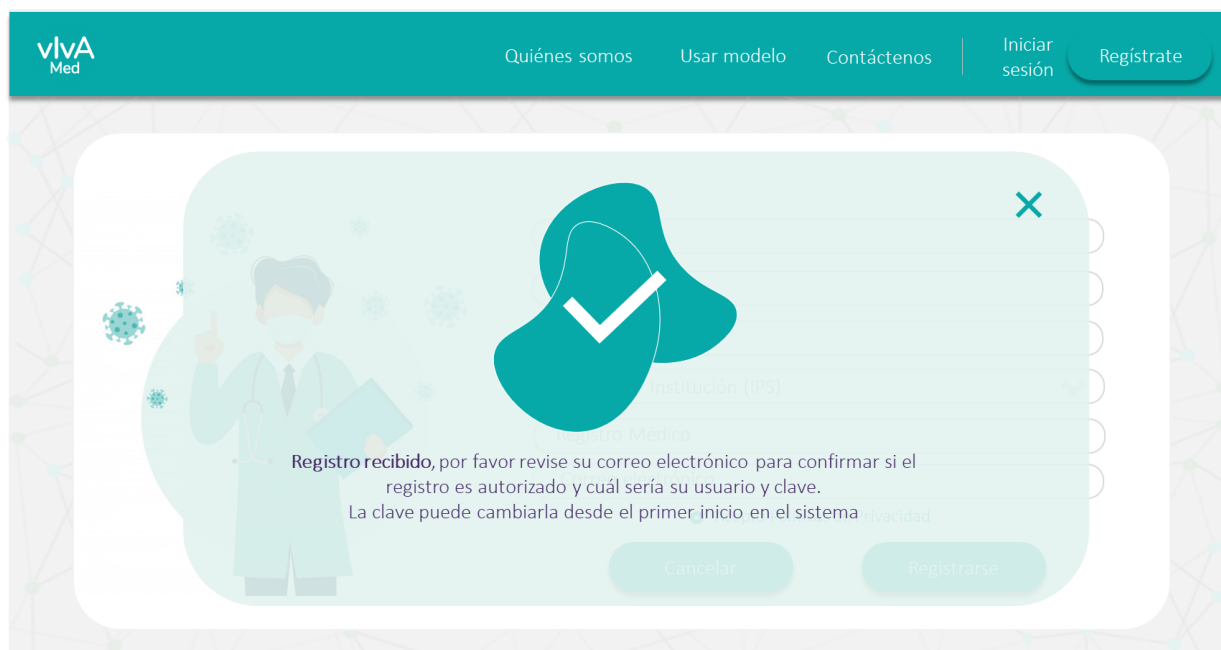 vIvA
Med
Quiénes somos
Usar modelo
Contáctenos
Iniciar
sesión
Regístrate
Institución (IPS)
Registro Médico
Registro recibido, por favor revise su correo electrónico para confirmar si el
registro es autorizado y cuál sería su usuario y clave.
La clave puede cambiarla desde el primer inicio en el sistema
Privacidad
Cancelar
Registrarse